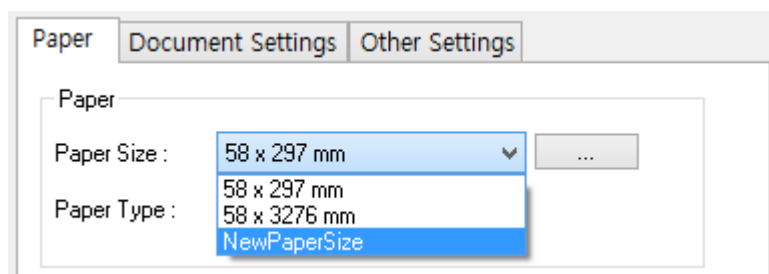 Paper Document Settings Other Settings
Paper
Paper Size : 58 x 297 mm ...
58 x 297 mm
Paper Type : 58 x 3276 mm
NewPaperSize